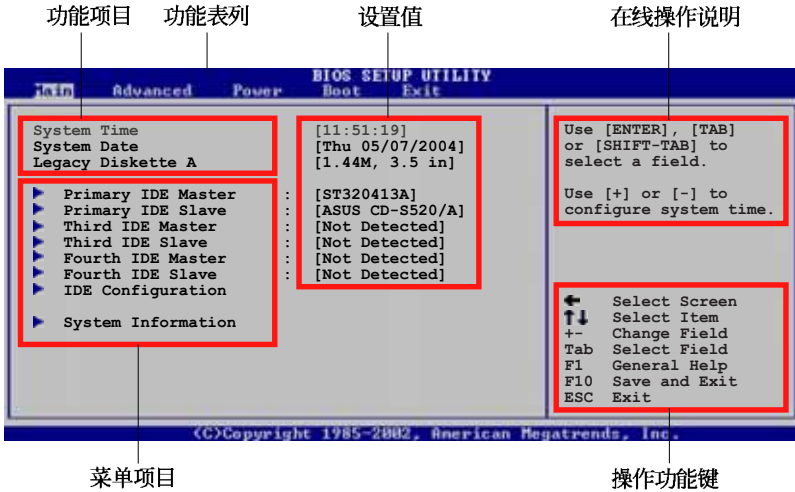 功能项目 功能表列 设置值 在线操作说明
BIOS SETUP UTILITY
Main Advanced Power Boot Exit
System Time [11:51:19]
System Date [Thu 05/07/2004]
Legacy Diskette A [1.44M, 3.5 in]
Primary IDE Master : [ST320413A]
Primary IDE Slave : [ASUS CD-S520/A]
Third IDE Master : [Not Detected]
Third IDE Slave : [Not Detected]
Fourth IDE Master : [Not Detected]
Fourth IDE Slave : [Not Detected]
IDE Configuration
System Information
Use [ENTER], [TAB]
or [SHIFT-TAB] to
select a field.
Use [+] or [-] to
configure system time.
← Select Screen
↑↓ Select Item
+- Change Field
Tab Select Field
F1 General Help
F10 Save and Exit
ESC Exit
(C)Copyright 1985-2002, American Megatrends, Inc.
菜单项目 操作功能键